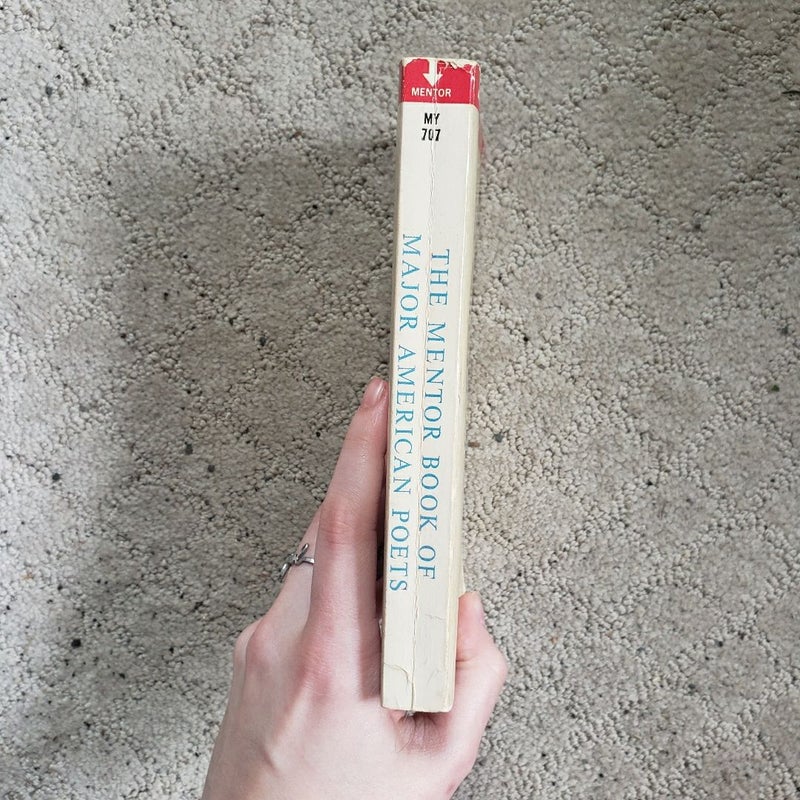 MENTOR
MY
707
THE MENTOR BOOK OF
MAJOR AMERICAN POETS